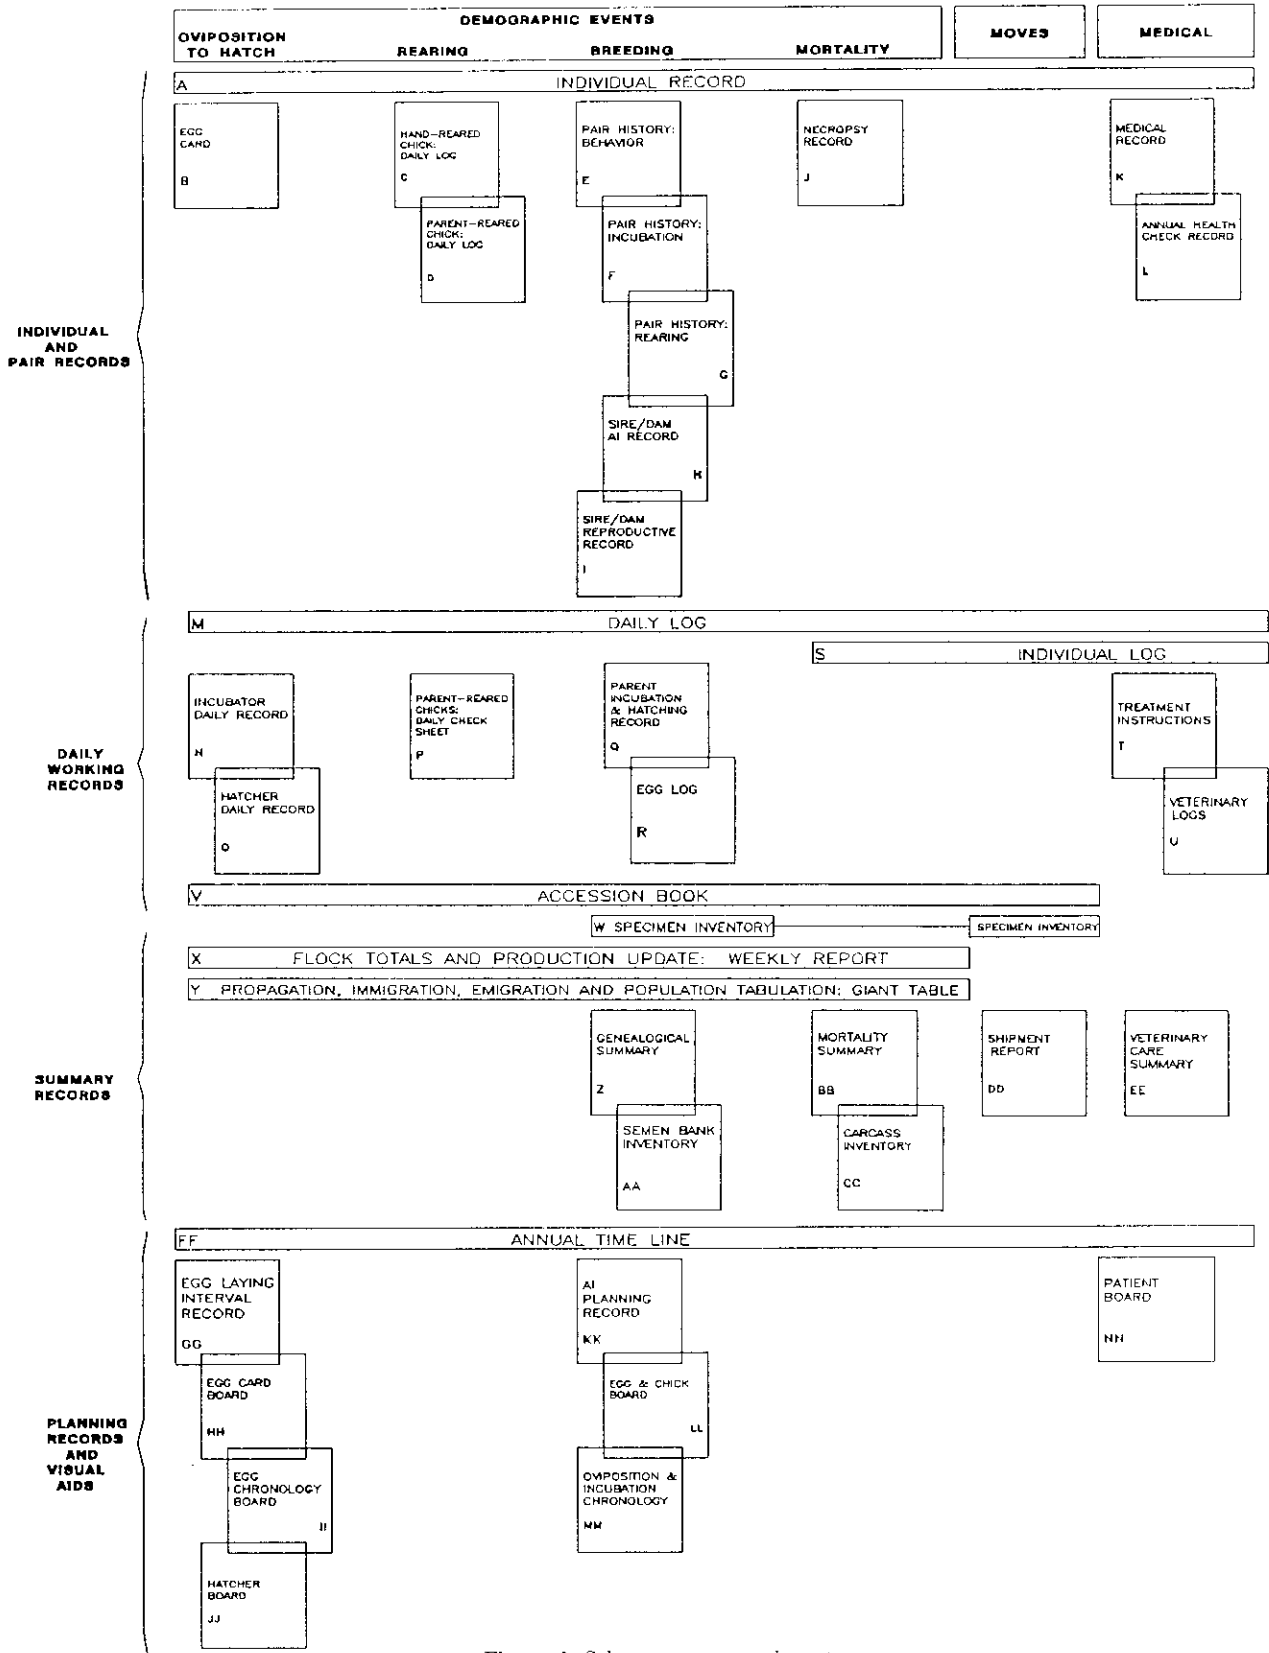 DEMOGRAPHIC EVENTS
OVIPOSITION
TO HATCH
REARING
BREEDING
MORTALITY
MOVES
MEDICAL
INDIVIDUAL
AND
PAIR RECORDS
A
INDIVIDUAL RECORD
EGG
CARD
B
HAND-REARED
CHICK:
DAILY LOG
C
PARENT-REARED
CHICK:
DAILY LOG
D
PAIR HISTORY:
BEHAVIOR
E
PAIR HISTORY:
INCUBATION
F
PAIR HISTORY:
REARING
G
SIRE/DAM
AI RECORD
H
SIRE/DAM
REPRODUCTIVE
RECORD
I
NECROPSY
RECORD
J
MEDICAL
RECORD
K
ANNUAL HEALTH
CHECK RECORD
L
DAILY
WORKING
RECORDS
M
DAILY LOG
S
INDIVIDUAL LOG
INCUBATOR
DAILY RECORD
N
HATCHER
DAILY RECORD
O
PARENT-REARED
CHICKS:
DAILY CHECK
SHEET
P
PARENT
INCUBATION
& HATCHING
RECORD
Q
EGG LOG
R
TREATMENT
INSTRUCTIONS
T
VETERINARY
LOGS
U
V
ACCESSION BOOK
W SPECIMEN INVENTORY
SPECIMEN INVENTORY
SUMMARY
RECORDS
X
FLOCK TOTALS AND PRODUCTION UPDATE: WEEKLY REPORT
Y
PROPAGATION, IMMIGRATION, EMIGRATION AND POPULATION TABULATION: GIANT TABLE
GENEALOGICAL
SUMMARY
Z
SEMEN BANK
INVENTORY
AA
MORTALITY
SUMMARY
BB
CARCASS
INVENTORY
CC
SHIPMENT
REPORT
DD
VETERINARY
CARE
SUMMARY
EE
PLANNING
RECORDS
AND
VISUAL
AIDS
FF
ANNUAL TIME LINE
EGG LAYING
INTERVAL
RECORD
GG
EGG CARD
BOARD
HH
EGG
CHRONOLOGY
BOARD
II
HATCHER
BOARD
JJ
AI
PLANNING
RECORD
KK
EGG & CHICK
BOARD
LL
OVIPOSITION &
INCUBATION
CHRONOLOGY
MM
PATIENT
BOARD
NN